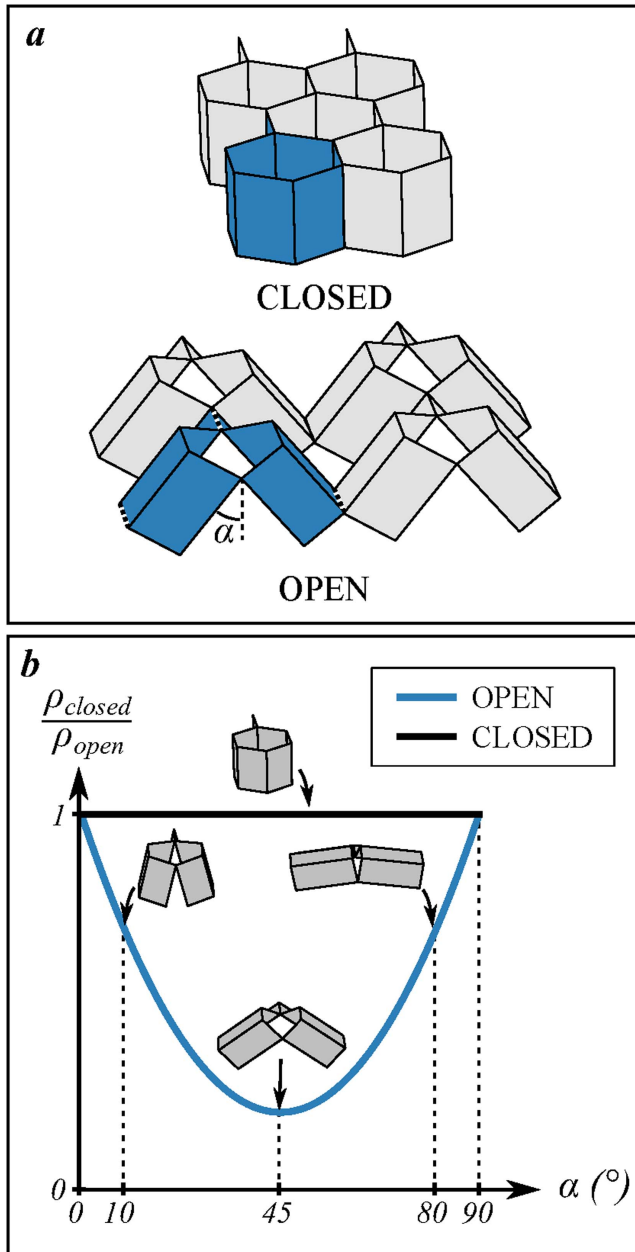 a
CLOSED
α
OPEN
b
ρclosed
ρopen
OPEN
CLOSED
1
0
0 10 45 80 90
α (°)